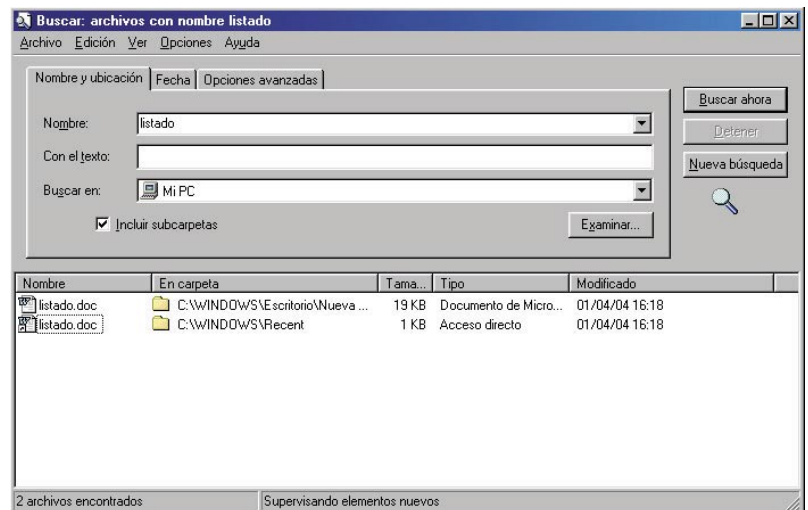 Buscar: archivos con nombre listado
Archivo Edición Ver Opciones Ayuda
Nombre y ubicación Fecha Opciones avanzadas
Buscar ahora
Nombre: listado
Detener
Con el texto:
Nueva búsqueda
Buscar en: Mi PC
Incluir subcarpetas Examinar...
Nombre En carpeta Tama... Tipo Modificado
listado.doc C:\WINDOWS\Escritorio\Nueva ... 19 KB Documento de Micro... 01/04/04 16:18
listado.doc C:\WINDOWS\Recent 1 KB Acceso directo 01/04/04 16:18
2 archivos encontrados Supervisando elementos nuevos